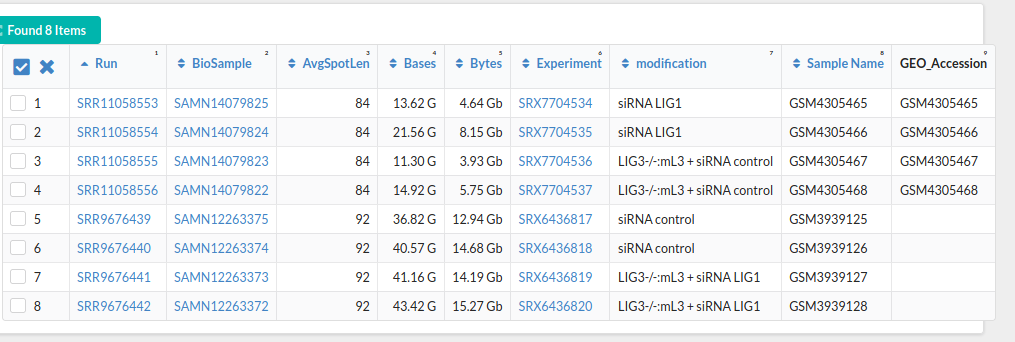 Found 8 Items
1 2 3 4 5 6 7 8 9
Run BioSample AvgSpotLen Bases Bytes Experiment modification Sample Name GEO_Accession
1 SRR11058553 SAMN14079825 84 13.62 G 4.64 Gb SRX7704534 siRNA LIG1 GSM4305465 GSM4305465
2 SRR11058554 SAMN14079824 84 21.56 G 8.15 Gb SRX7704535 siRNA LIG1 GSM4305466 GSM4305466
3 SRR11058555 SAMN14079823 84 11.30 G 3.93 Gb SRX7704536 LIG3-/-:mL3 + siRNA control GSM4305467 GSM4305467
4 SRR11058556 SAMN14079822 84 14.92 G 5.75 Gb SRX7704537 LIG3-/-:mL3 + siRNA control GSM4305468 GSM4305468
5 SRR9676439 SAMN12263375 92 36.82 G 12.94 Gb SRX6436817 siRNA control GSM3939125
6 SRR9676440 SAMN12263374 92 40.57 G 14.68 Gb SRX6436818 siRNA control GSM3939126
7 SRR9676441 SAMN12263373 92 41.16 G 14.19 Gb SRX6436819 LIG3-/-:mL3 + siRNA LIG1 GSM3939127
8 SRR9676442 SAMN12263372 92 43.42 G 15.27 Gb SRX6436820 LIG3-/-:mL3 + siRNA LIG1 GSM3939128